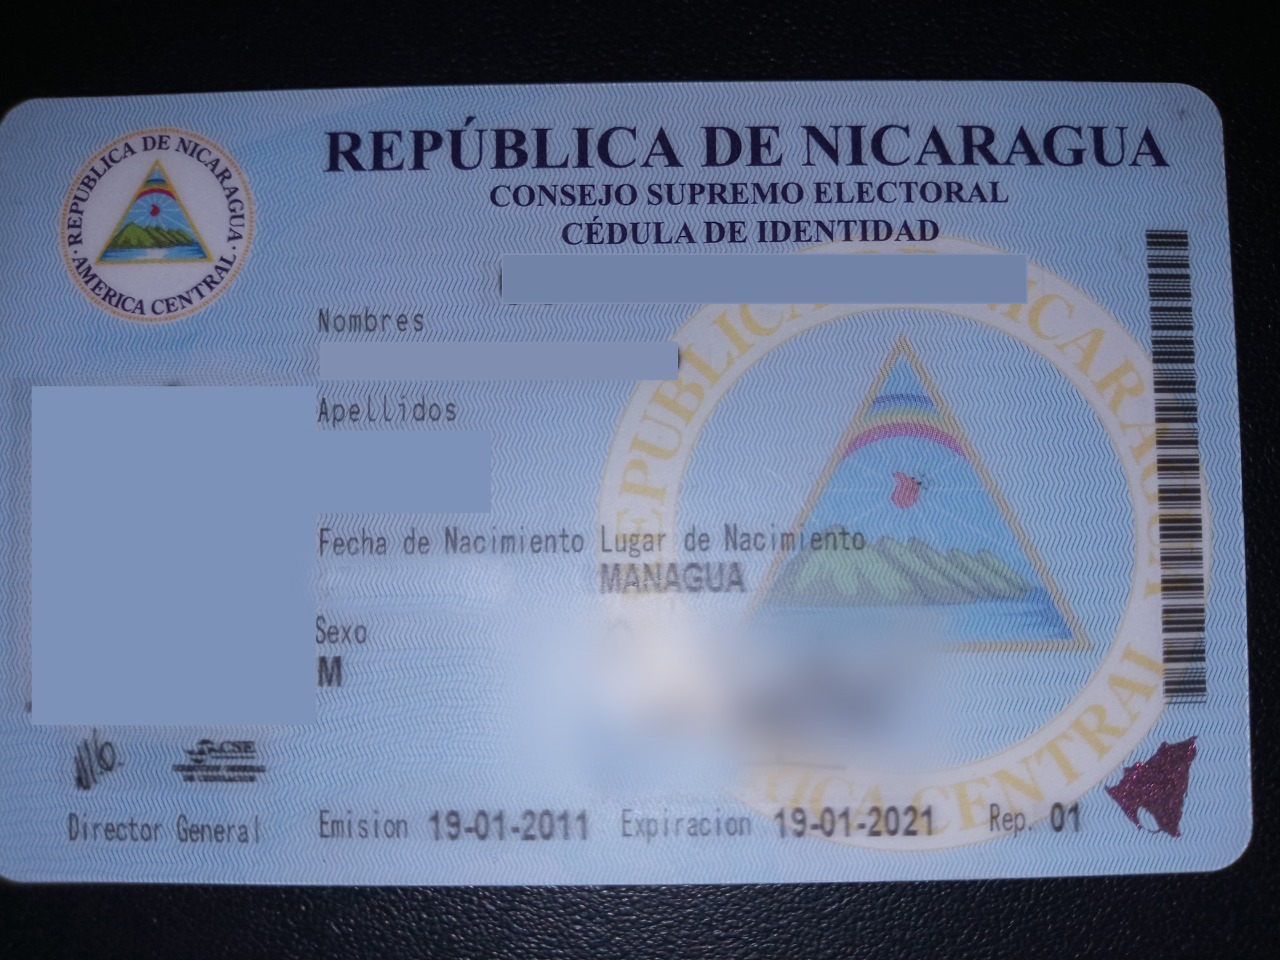 REPÚBLICA DE NICARAGUA
CONSEJO SUPREMO ELECTORAL
CÉDULA DE IDENTIDAD
REPUBLICA DE NICARAGUA
AMERICA CENTRAL
Nombres
Apellidos
Fecha de Nacimiento Lugar de Nacimiento
MANAGUA
Sexo
M
CSE
Director General
Emision 19-01-2011 Expiracion 19-01-2021 Rep. 01